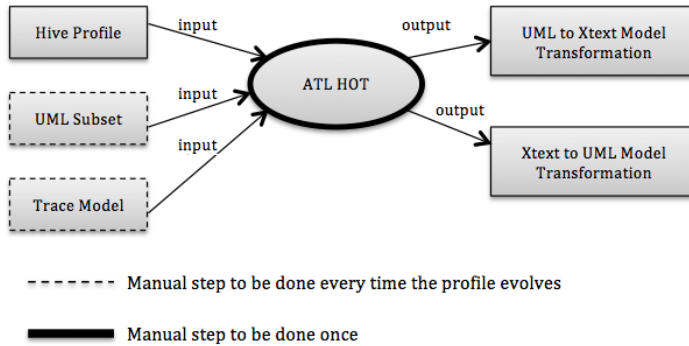 Hive Profile
input
output
UML to Xtext Model
Transformation
ATL HOT
input
UML Subset
output
input
Xtext to UML Model
Transformation
Trace Model
Manual step to be done every time the profile evolves
Manual step to be done once